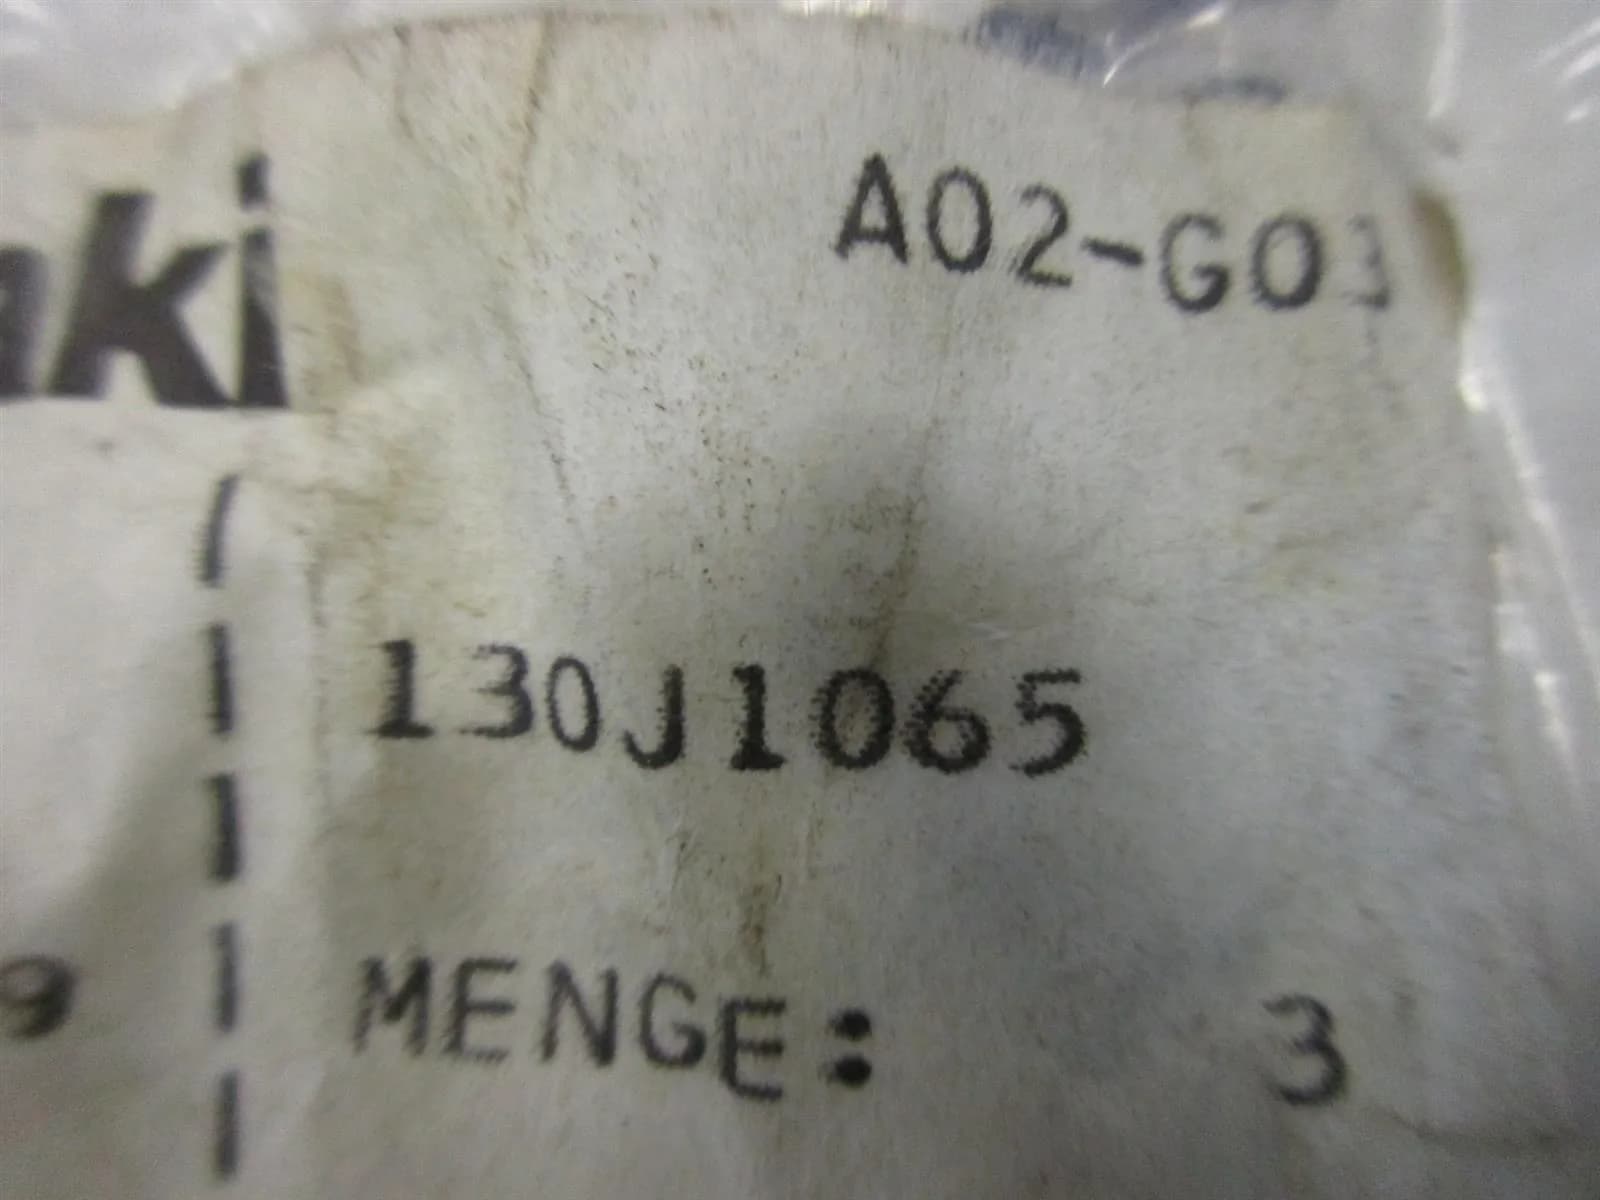 aki
A02-G03
130J1065
MENGE: 3
9